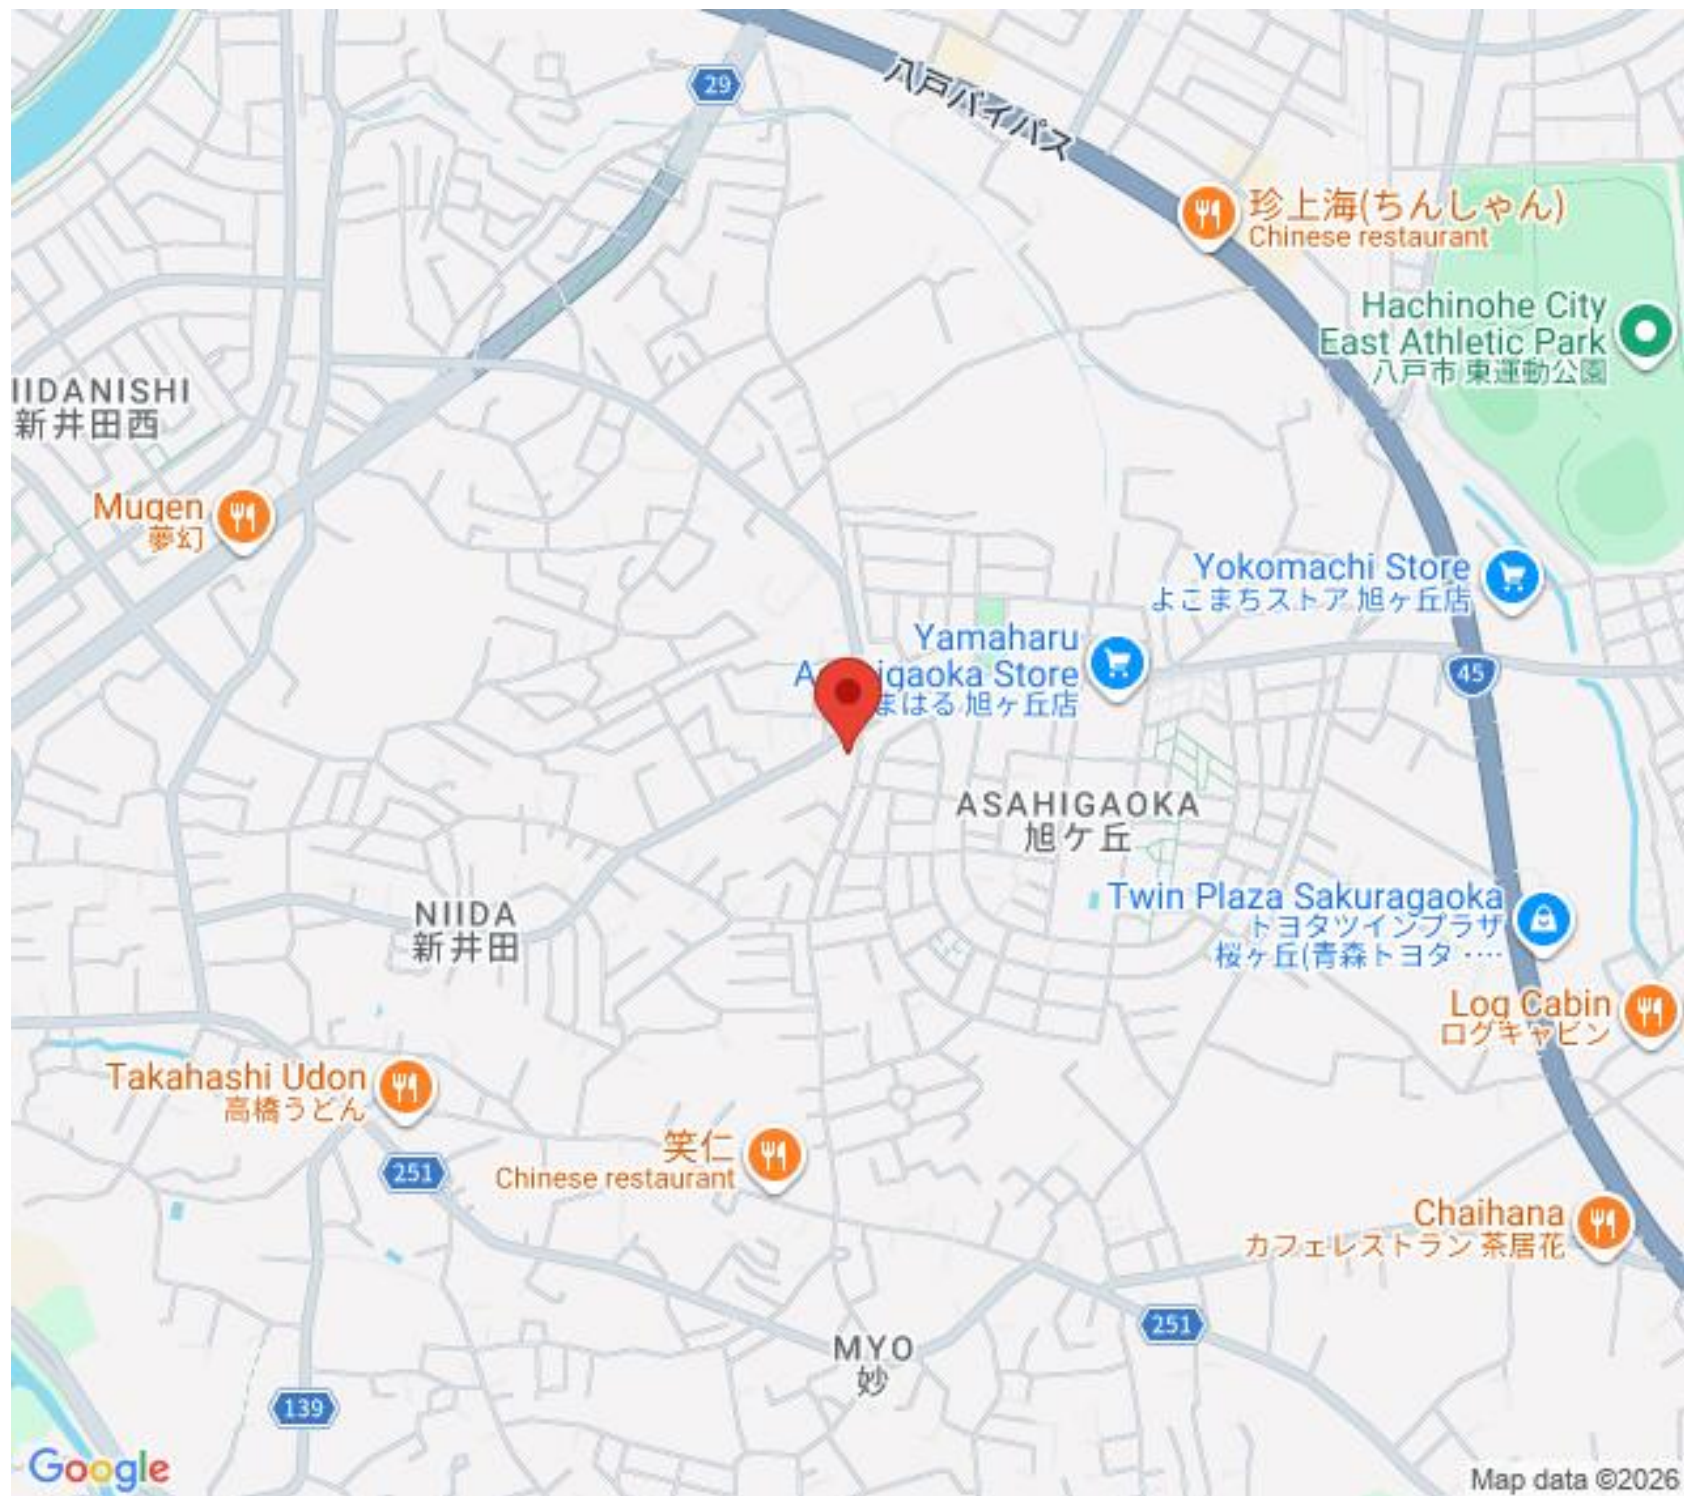 29
八戸バイパス
珍上海(ちんしゃん)
Chinese restaurant
Hachinohe City
East Athletic Park
八戸市 東運動公園
IIDANISHI
新井田西
Mugen
夢幻
Yokomachi Store
よこまちストア 旭ヶ丘店
Yamaharu
igaoka Store
まはる 旭ヶ丘店
45
ASAHIGAOKA
旭ケ丘
Twin Plaza Sakuragaoka
トヨタツインプラザ
桜ヶ丘(青森トヨタ ····
NIIDA
新井田
Log Cabin
ログキャビン
Takahashi Udon
高橋うどん
251
笑仁
Chinese restaurant
Chaihana
カフェレストラン 茶居花
251
MYO
妙
139
Google
Map data ©2026